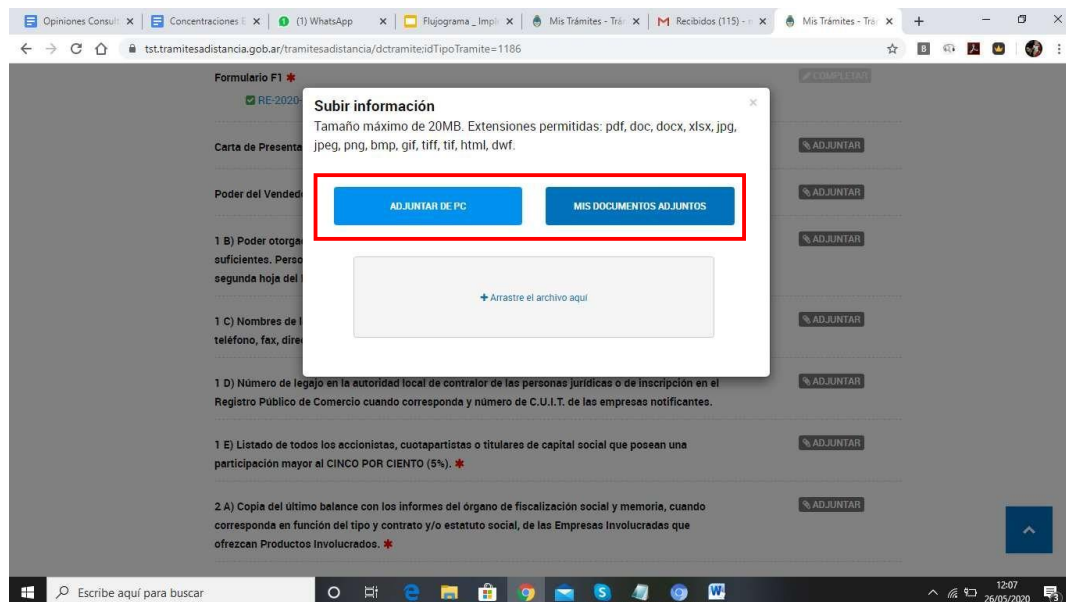 Opiniones Consult
Concentraciones E
(1) WhatsApp
Flujograma _ Impl
Mis Trámites - Trá
Recibidos (115) - n
Mis Trámites - Trá
tst.tramitesadistancia.gob.ar/tramitesadistancia/dctramite;idTipoTramite=1186
Formulario F1 *
COMPLETAR
RE-2020-
Subir información
Tamaño máximo de 20MB. Extensiones permitidas: pdf, doc, docx, xlsx, jpg,
jpeg, png, bmp, gif, tiff, tif, html, dwf.
Carta de Presenta
ADJUNTAR
Poder del Vended
ADJUNTAR
ADJUNTAR DE PC
MIS DOCUMENTOS ADJUNTOS
1 B) Poder otorga
ADJUNTAR
suficientes. Perso
segunda hoja del
+ Arrastre el archivo aquí
1 C) Nombres de l
ADJUNTAR
teléfono, fax, dire
1 D) Número de legajo en la autoridad local de contralor de las personas jurídicas o de inscripción en el
ADJUNTAR
Registro Público de Comercio cuando corresponda y número de C.U.I.T. de las empresas notificantes.
1 E) Listado de todos los accionistas, cuotapartistas o titulares de capital social que posean una
ADJUNTAR
participación mayor al CINCO POR CIENTO (5%). *
2 A) Copia del último balance con los informes del órgano de fiscalización social y memoria, cuando
ADJUNTAR
corresponda en función del tipo y contrato y/o estatuto social, de las Empresas Involucradas que
ofrezcan Productos Involucrados. *
Escribe aquí para buscar
12:07
26/05/2020